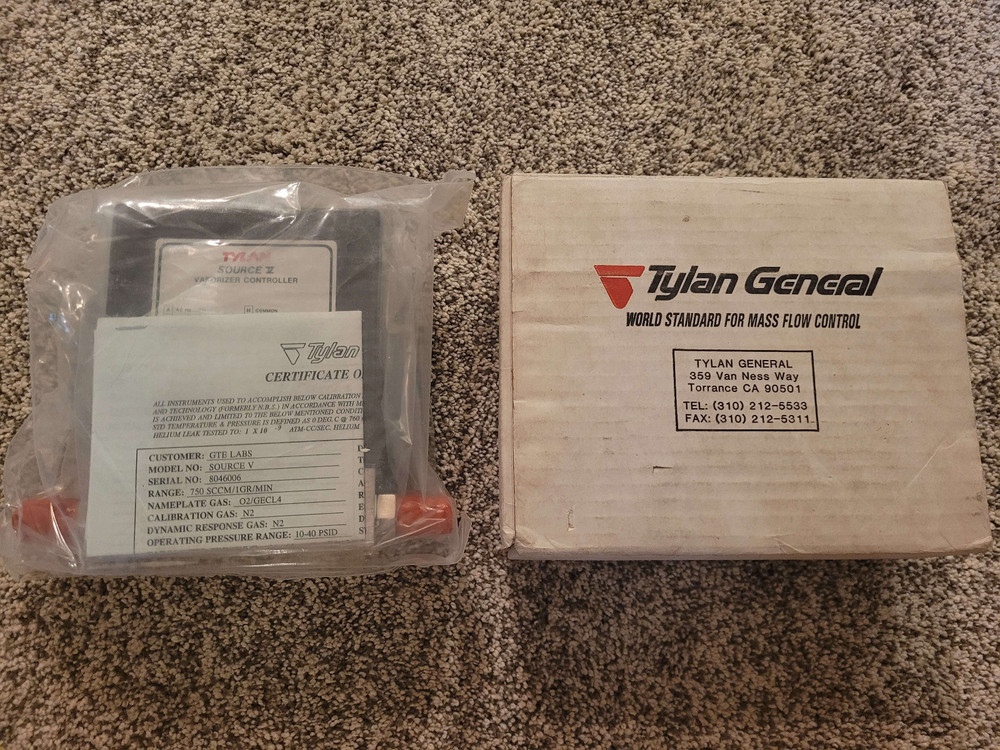 TYLAN
SOURCE V
VAPORIZER CONTROLLER
COMMON
Tylan
CERTIFICATE O
ALL INSTRUMENTS USED TO ACCOMPLISH BELOW CALIBRATION
AND TECHNOLOGY (FORMERLY N.B.S.) IN ACCORDANCE WITH MI
IS ACHIEVED AND LIMITED TO THE BELOW MENTIONED CONDIT
STD TEMPERATURE & PRESSURE IS DEFINED AS 0 DEG.C @ 760
HELIUM LEAK TESTED TO: 1 X 10 -9 ATM-CC/SEC. HELIUM
CUSTOMER: GTE LABS
MODEL NO: SOURCE V
SERIAL NO: 8046006
RANGE: 750 SCCM/1GR/MIN
NAMEPLATE GAS: O2/GECL4
CALIBRATION GAS: N2
DYNAMIC RESPONSE GAS: N2
OPERATING PRESSURE RANGE: 10-40 PSID
Tylan General
WORLD STANDARD FOR MASS FLOW CONTROL
TYLAN GENERAL
359 Van Ness Way
Torrance CA 90501
TEL: (310) 212-5533
FAX: (310) 212-5311